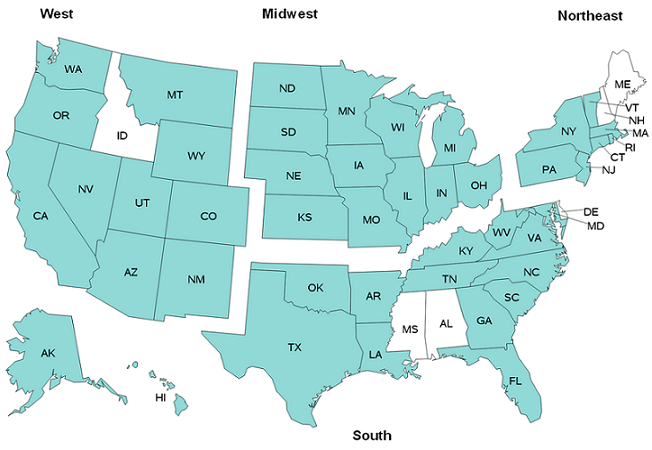 West
Midwest
Northeast
WA
OR
ID
MT
WY
CA
NV
UT
CO
AZ
NM
AK
HI
ND
SD
NE
KS
MN
IA
MO
WI
IL
MI
IN
OH
ME
VT
NH
MA
RI
CT
NJ
NY
PA
DE
MD
WV
VA
KY
TN
NC
SC
GA
FL
AL
MS
AR
LA
OK
TX
South